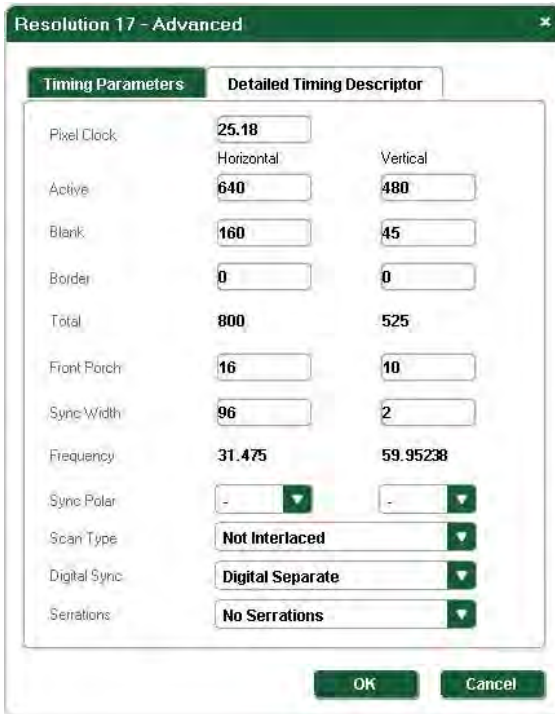 Resolution 17 - Advanced ×
Timing Parameters Detailed Timing Descriptor
Pixel Clock 25.18
Horizontal Vertical
Active 640 480
Blank 160 45
Border 0 0
Total 800 525
Front Porch 16 10
Sync Width 96 2
Frequency 31.475 59.95238
Sync Polar - -
Scan Type Not Interlaced
Digital Sync Digital Separate
Serrations No Serrations
OK Cancel